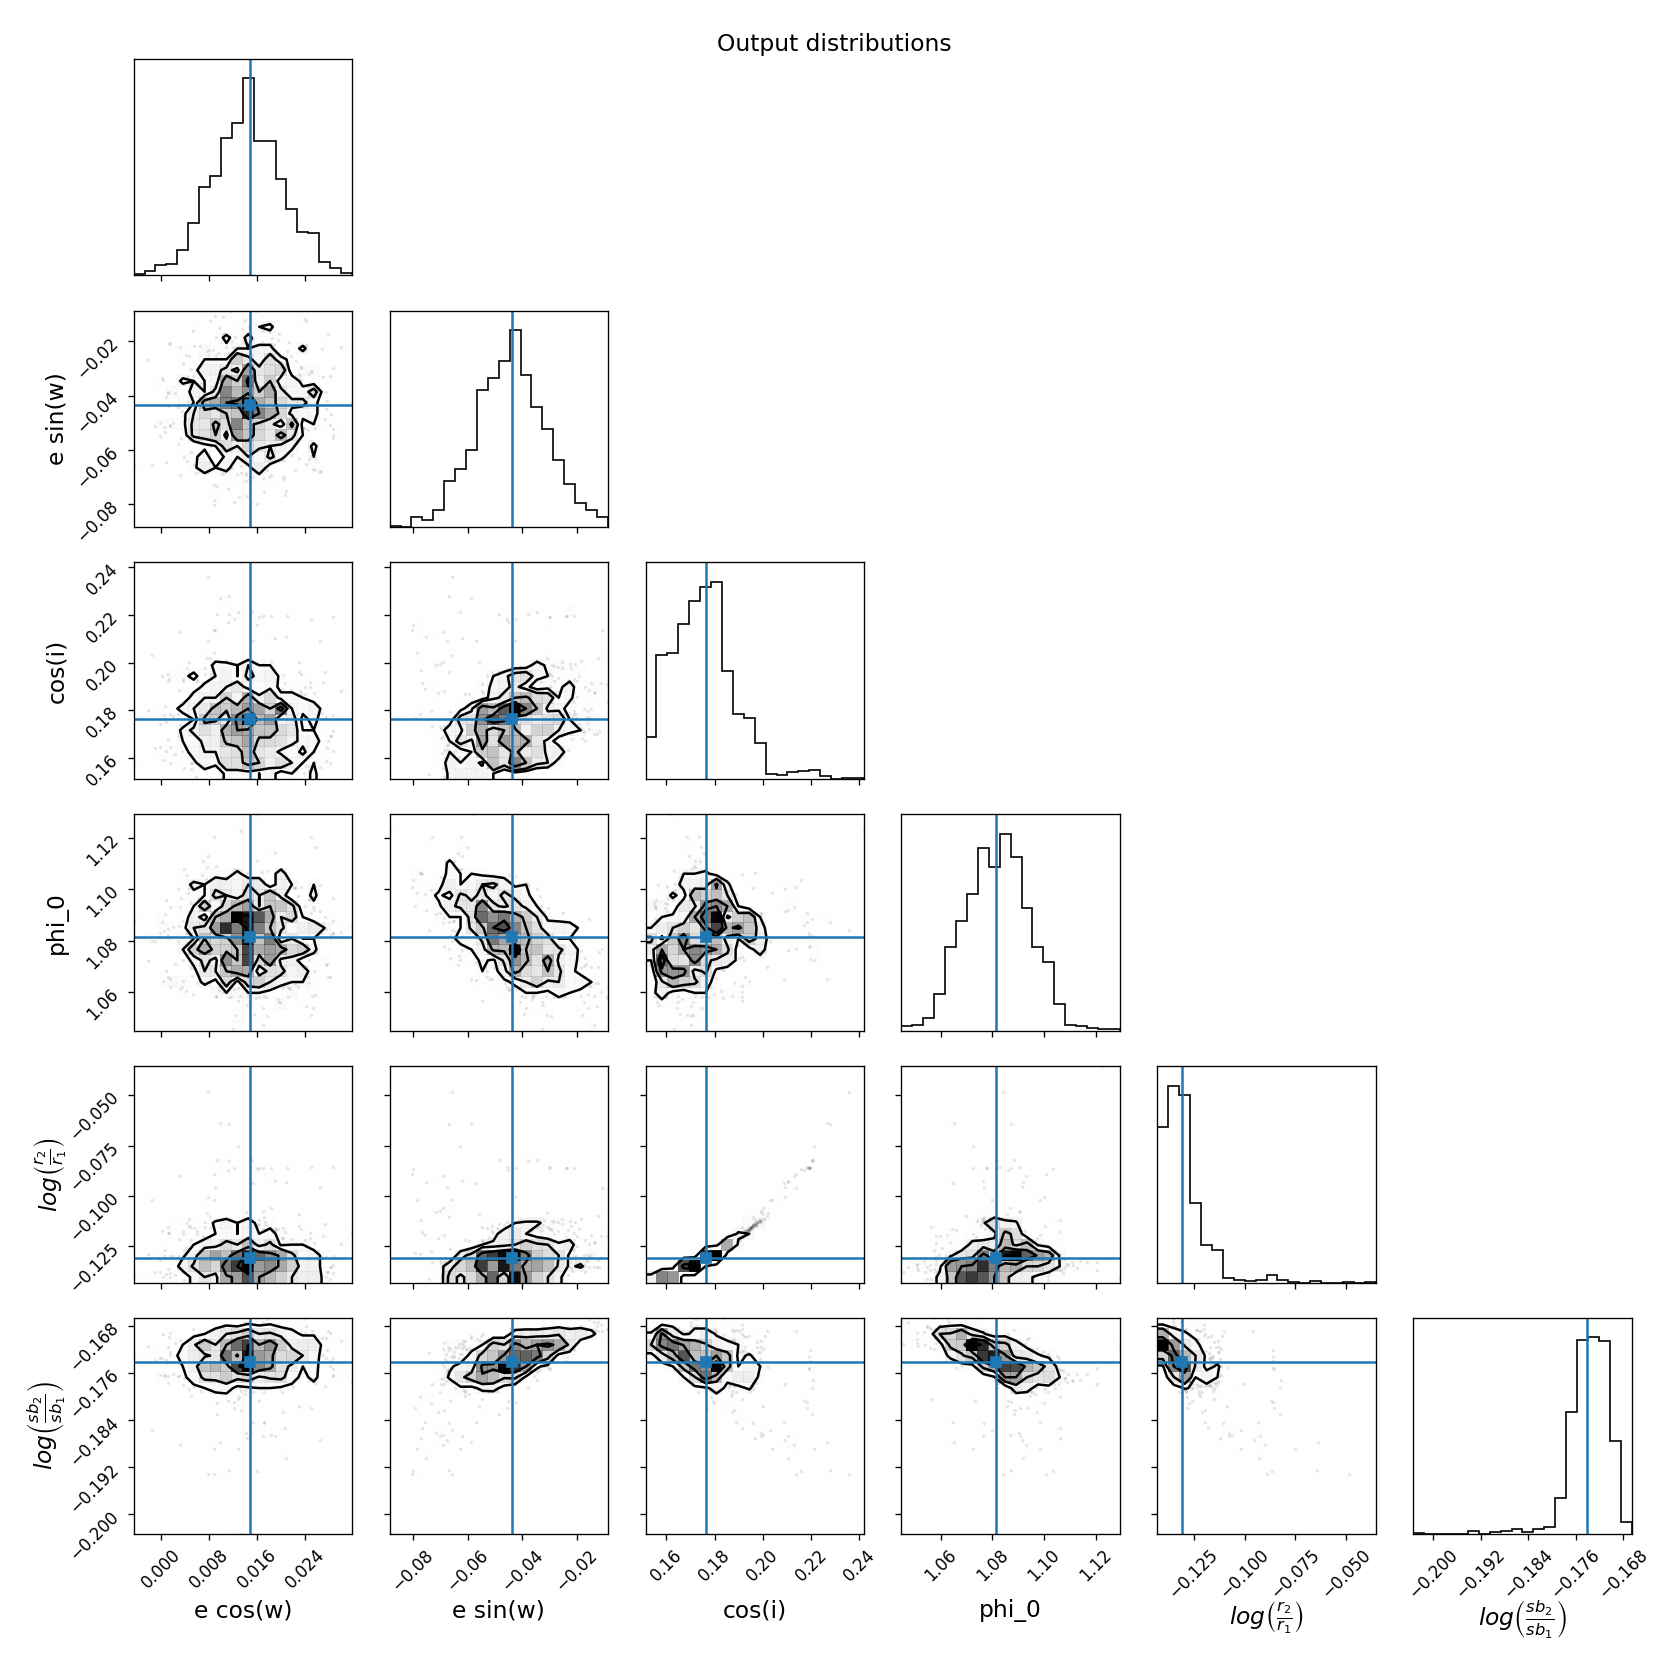 Output distributions
e sin(w)
−0.02
−0.04
−0.06
−0.08
cos(i)
0.24
0.22
0.20
0.18
0.16
phi_0
1.12
1.10
1.08
1.06
log(r₂/r₁)
−0.050
−0.075
−0.100
−0.125
log(sb₂/sb₁)
−0.168
−0.176
−0.184
−0.192
−0.200
0.000 0.008 0.016 0.024 −0.08 −0.06 −0.04 −0.02 0.16 0.18 0.20 0.22 0.24 1.06 1.08 1.10 1.12 −0.125 −0.100 −0.075 −0.050 −0.200 −0.192 −0.184 −0.176 −0.168
e cos(w) e sin(w) cos(i) phi_0 log(r₂/r₁) log(sb₂/sb₁)